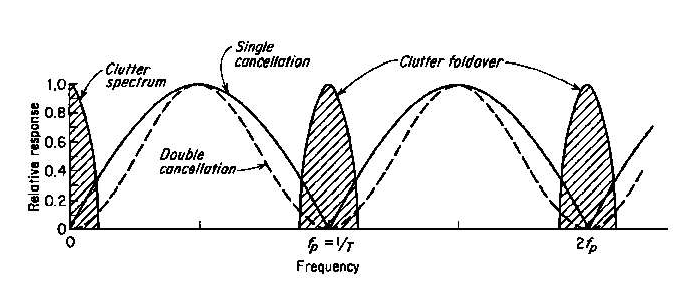 Single
cancellation
Clutter
spectrum
Clutter foldover
Double
cancellation
Relative response
1.0
0.8
0.6
0.4
0.2
0
0
fp = 1/T
2fp
Frequency